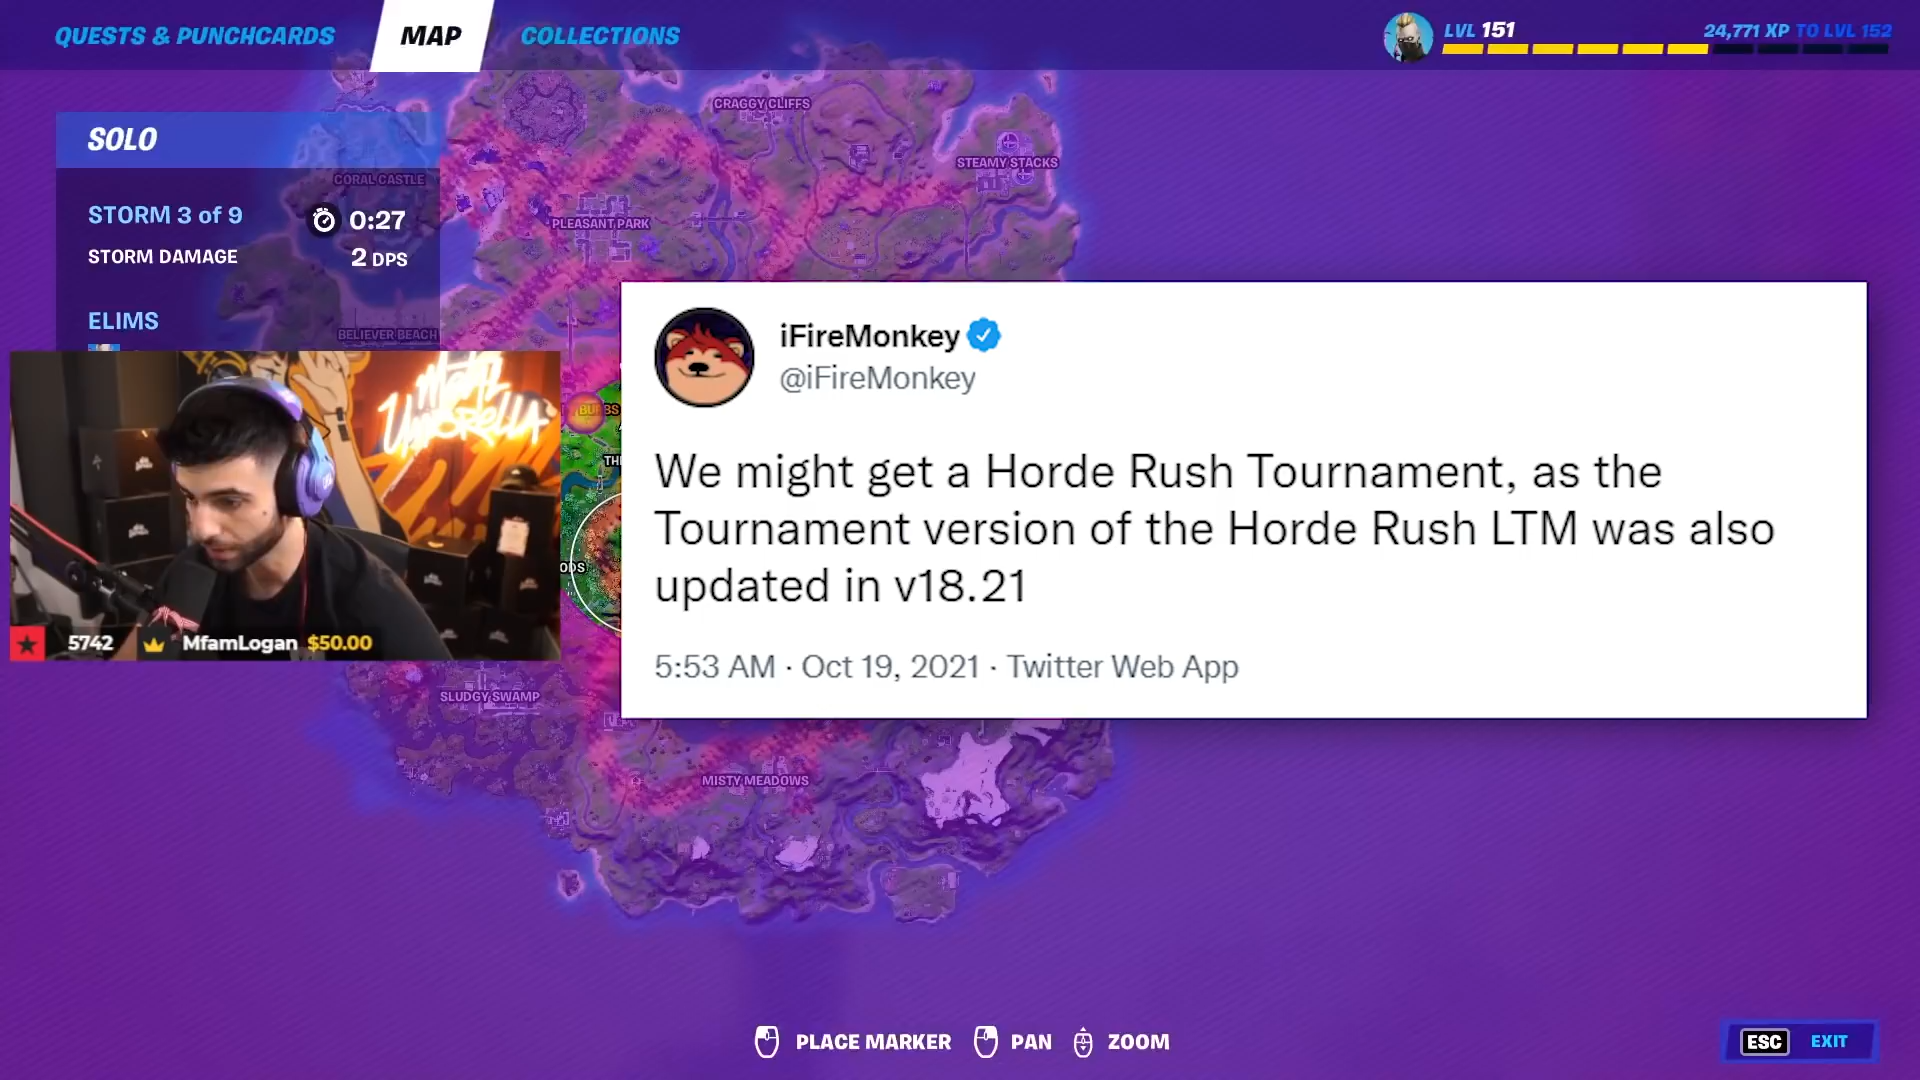 QUESTS & PUNCHCARDS
MAP
COLLECTIONS
LVL 151
24,771 XP TO LVL 152
SOLO
STORM 3 of 9
0:27
STORM DAMAGE
2 DPS
ELIMS
CORAL CASTLE
CRAGGY CLIFFS
STEAMY STACKS
PLEASANT PARK
BELIEVER BEACH
BURBS
ODS
iFireMonkey
@iFireMonkey
We might get a Horde Rush Tournament, as the
Tournament version of the Horde Rush LTM was also
updated in v18.21
5:53 AM · Oct 19, 2021 · Twitter Web App
UMBRELLA
5742
MfamLogan $50.00
SLUDGY SWAMP
MISTY MEADOWS
PLACE MARKER
PAN
ZOOM
ESC
EXIT